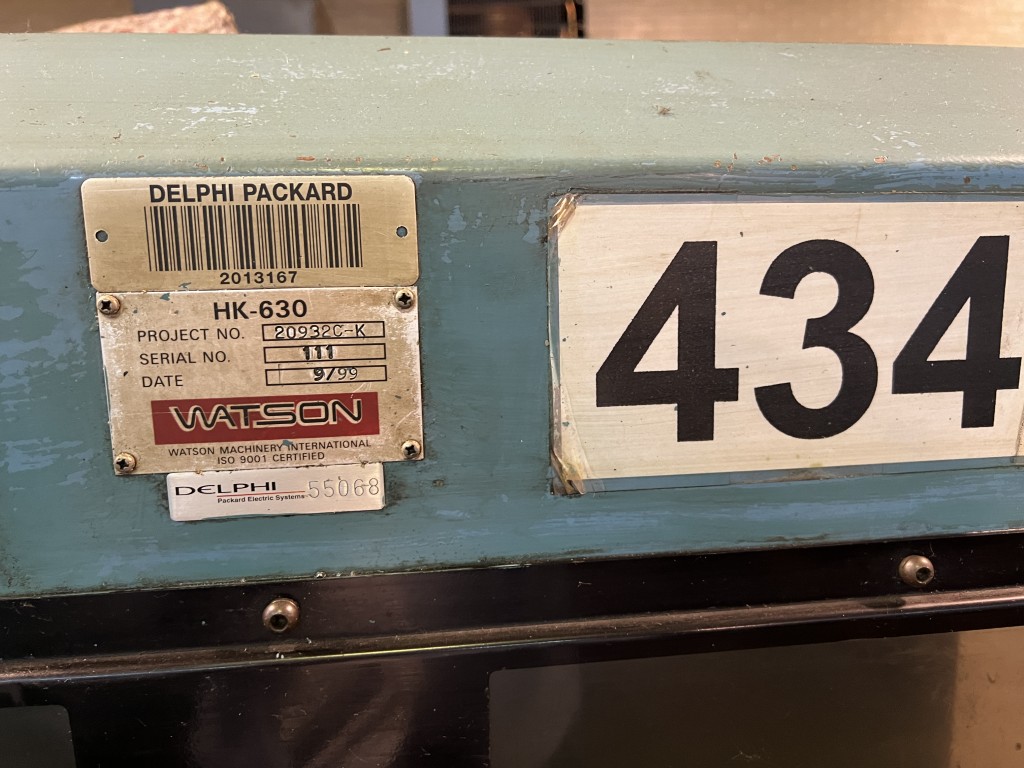 DELPHI PACKARD
2013167
HK-630
PROJECT NO. 20932C-K
SERIAL NO. 111
DATE 9/99
WATSON
WATSON MACHINERY INTERNATIONAL
ISO 9001 CERTIFIED
DELPHI
Packard Electric Systems 55068
434